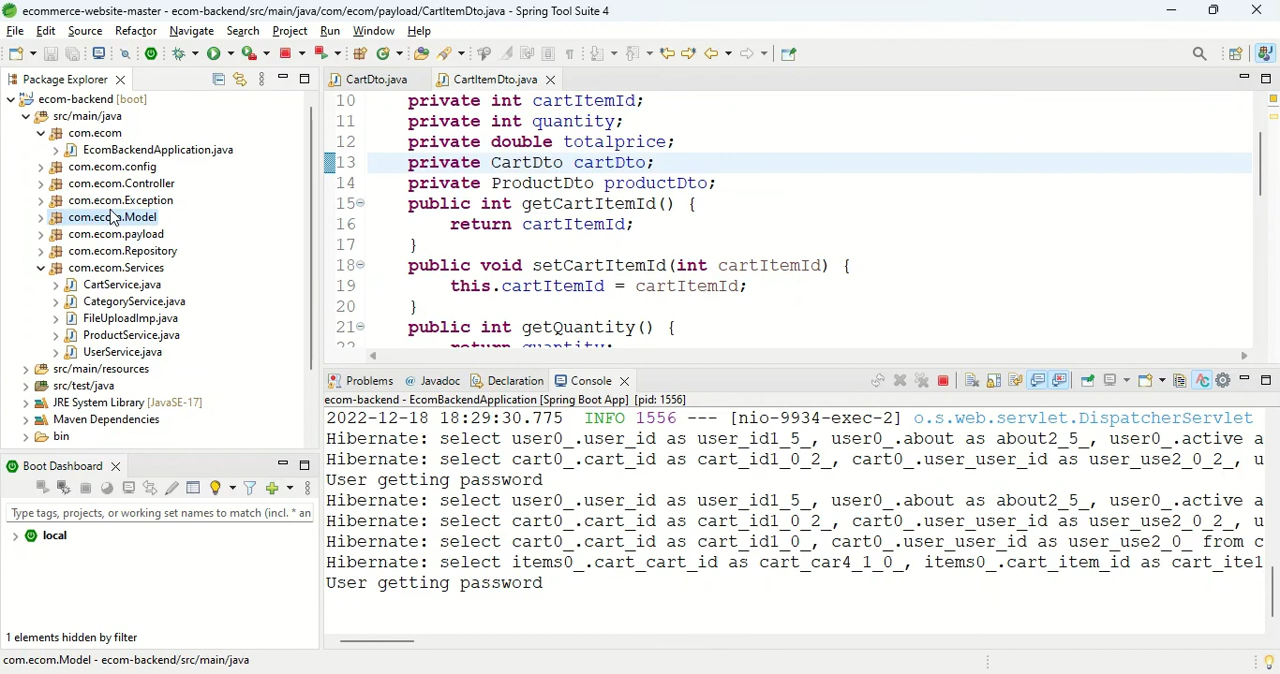 ecommerce-website-master - ecom-backend/src/main/java/com/ecom/payload/CartItemDto.java - Spring Tool Suite 4
File Edit Source Refactor Navigate Search Project Run Window Help
Package Explorer
ecom-backend [boot]
src/main/java
com.ecom
EcomBackendApplication.java
com.ecom.config
com.ecom.Controller
com.ecom.Exception
com.ecom.Model
com.ecom.payload
com.ecom.Repository
com.ecom.Services
CartService.java
CategoryService.java
FileUploadImp.java
ProductService.java
UserService.java
src/main/resources
src/test/java
JRE System Library [JavaSE-17]
Maven Dependencies
bin
CartDto.java CartItemDto.java
10 private int cartItemId;
11 private int quantity;
12 private double totalprice;
13 private CartDto cartDto;
14 private ProductDto productDto;
15 public int getCartItemId() {
16 return cartItemId;
17 }
18 public void setCartItemId(int cartItemId) {
19 this.cartItemId = cartItemId;
20 }
21 public int getQuantity() {
22 return quantity;
Problems Javadoc Declaration Console
ecom-backend - EcomBackendApplication [Spring Boot App] [pid: 1556]
2022-12-18 18:29:30.775 INFO 1556 --- [nio-9934-exec-2] o.s.web.servlet.DispatcherServlet
Hibernate: select user0_.user_id as user_id1_5_, user0_.about as about2_5_, user0_.active a
Hibernate: select cart0_.cart_id as cart_id1_0_2_, cart0_.user_user_id as user_use2_0_2_, u
User getting password
Hibernate: select user0_.user_id as user_id1_5_, user0_.about as about2_5_, user0_.active a
Hibernate: select cart0_.cart_id as cart_id1_0_2_, cart0_.user_user_id as user_use2_0_2_, u
Hibernate: select cart0_.cart_id as cart_id1_0_, cart0_.user_user_id as user_use2_0_ from c
Hibernate: select items0_.cart_cart_id as cart_car4_1_0_, items0_.cart_item_id as cart_ite1
User getting password
Boot Dashboard
Type tags, projects, or working set names to match (incl. * an
local
1 elements hidden by filter
com.ecom.Model - ecom-backend/src/main/java